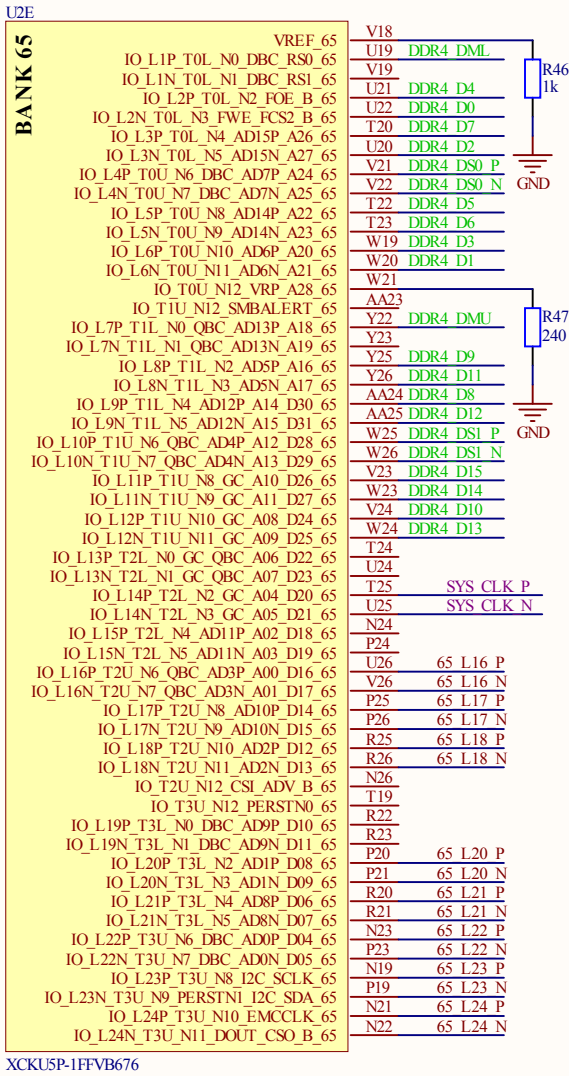 U2E
BANK 65
VREF_65 V18
IO_L1P_T0L_N0_DBC_RS0_65 U19 DDR4_DML
IO_L1N_T0L_N1_DBC_RS1_65 V19
IO_L2P_T0L_N2_FOE_B_65 U21 DDR4_D4
IO_L2N_T0L_N3_FWE_FCS2_B_65 U22 DDR4_D0
IO_L3P_T0L_N4_AD15P_A26_65 T20 DDR4_D7
IO_L3N_T0L_N5_AD15N_A27_65 U20 DDR4_D2
IO_L4P_T0U_N6_DBC_AD7P_A24_65 V21 DDR4_DS0_P
IO_L4N_T0U_N7_DBC_AD7N_A25_65 V22 DDR4_DS0_N
IO_L5P_T0U_N8_AD14P_A22_65 T22 DDR4_D5
IO_L5N_T0U_N9_AD14N_A23_65 T23 DDR4_D6
IO_L6P_T0U_N10_AD6P_A20_65 W19 DDR4_D3
IO_L6N_T0U_N11_AD6N_A21_65 W20 DDR4_D1
IO_T0U_N12_VRP_A28_65 W21
IO_T1U_N12_SMBALERT_65 AA23
IO_L7P_T1L_N0_QBC_AD13P_A18_65 Y22 DDR4_DMU
IO_L7N_T1L_N1_QBC_AD13N_A19_65 Y23
IO_L8P_T1L_N2_AD5P_A16_65 Y25 DDR4_D9
IO_L8N_T1L_N3_AD5N_A17_65 Y26 DDR4_D11
IO_L9P_T1L_N4_AD12P_A14_D30_65 AA24 DDR4_D8
IO_L9N_T1L_N5_AD12N_A15_D31_65 AA25 DDR4_D12
IO_L10P_T1U_N6_QBC_AD4P_A12_D28_65 W25 DDR4_DS1_P
IO_L10N_T1U_N7_QBC_AD4N_A13_D29_65 W26 DDR4_DS1_N
IO_L11P_T1U_N8_GC_A10_D26_65 V23 DDR4_D15
IO_L11N_T1U_N9_GC_A11_D27_65 W23 DDR4_D14
IO_L12P_T1U_N10_GC_A08_D24_65 V24 DDR4_D10
IO_L12N_T1U_N11_GC_A09_D25_65 W24 DDR4_D13
IO_L13P_T2L_N0_GC_QBC_A06_D22_65 T24
IO_L13N_T2L_N1_GC_QBC_A07_D23_65 U24
IO_L14P_T2L_N2_GC_A04_D20_65 T25 SYS_CLK_P
IO_L14N_T2L_N3_GC_A05_D21_65 U25 SYS_CLK_N
IO_L15P_T2L_N4_AD11P_A02_D18_65 N24
IO_L15N_T2L_N5_AD11N_A03_D19_65 P24
IO_L16P_T2U_N6_QBC_AD3P_A00_D16_65 U26 65_L16_P
IO_L16N_T2U_N7_QBC_AD3N_A01_D17_65 V26 65_L16_N
IO_L17P_T2U_N8_AD10P_D14_65 P25 65_L17_P
IO_L17N_T2U_N9_AD10N_D15_65 P26 65_L17_N
IO_L18P_T2U_N10_AD2P_D12_65 R25 65_L18_P
IO_L18N_T2U_N11_AD2N_D13_65 R26 65_L18_N
IO_T2U_N12_CSI_ADV_B_65 N26
IO_T3U_N12_PERSTN0_65 T19
IO_L19P_T3L_N0_DBC_AD9P_D10_65 R22
IO_L19N_T3L_N1_DBC_AD9N_D11_65 R23
IO_L20P_T3L_N2_AD1P_D08_65 P20 65_L20_P
IO_L20N_T3L_N3_AD1N_D09_65 P21 65_L20_N
IO_L21P_T3L_N4_AD8P_D06_65 R20 65_L21_P
IO_L21N_T3L_N5_AD8N_D07_65 R21 65_L21_N
IO_L22P_T3U_N6_DBC_AD0P_D04_65 N23 65_L22_P
IO_L22N_T3U_N7_DBC_AD0N_D05_65 P23 65_L22_N
IO_L23P_T3U_N8_I2C_SCLK_65 N19 65_L23_P
IO_L23N_T3U_N9_PERSTN1_I2C_SDA_65 P19 65_L23_N
IO_L24P_T3U_N10_EMCCLK_65 N21 65_L24_P
IO_L24N_T3U_N11_DOUT_CSO_B_65 N22 65_L24_N
XCKU5P-1FFVB676
R46
1k
GND
R47
240
GND